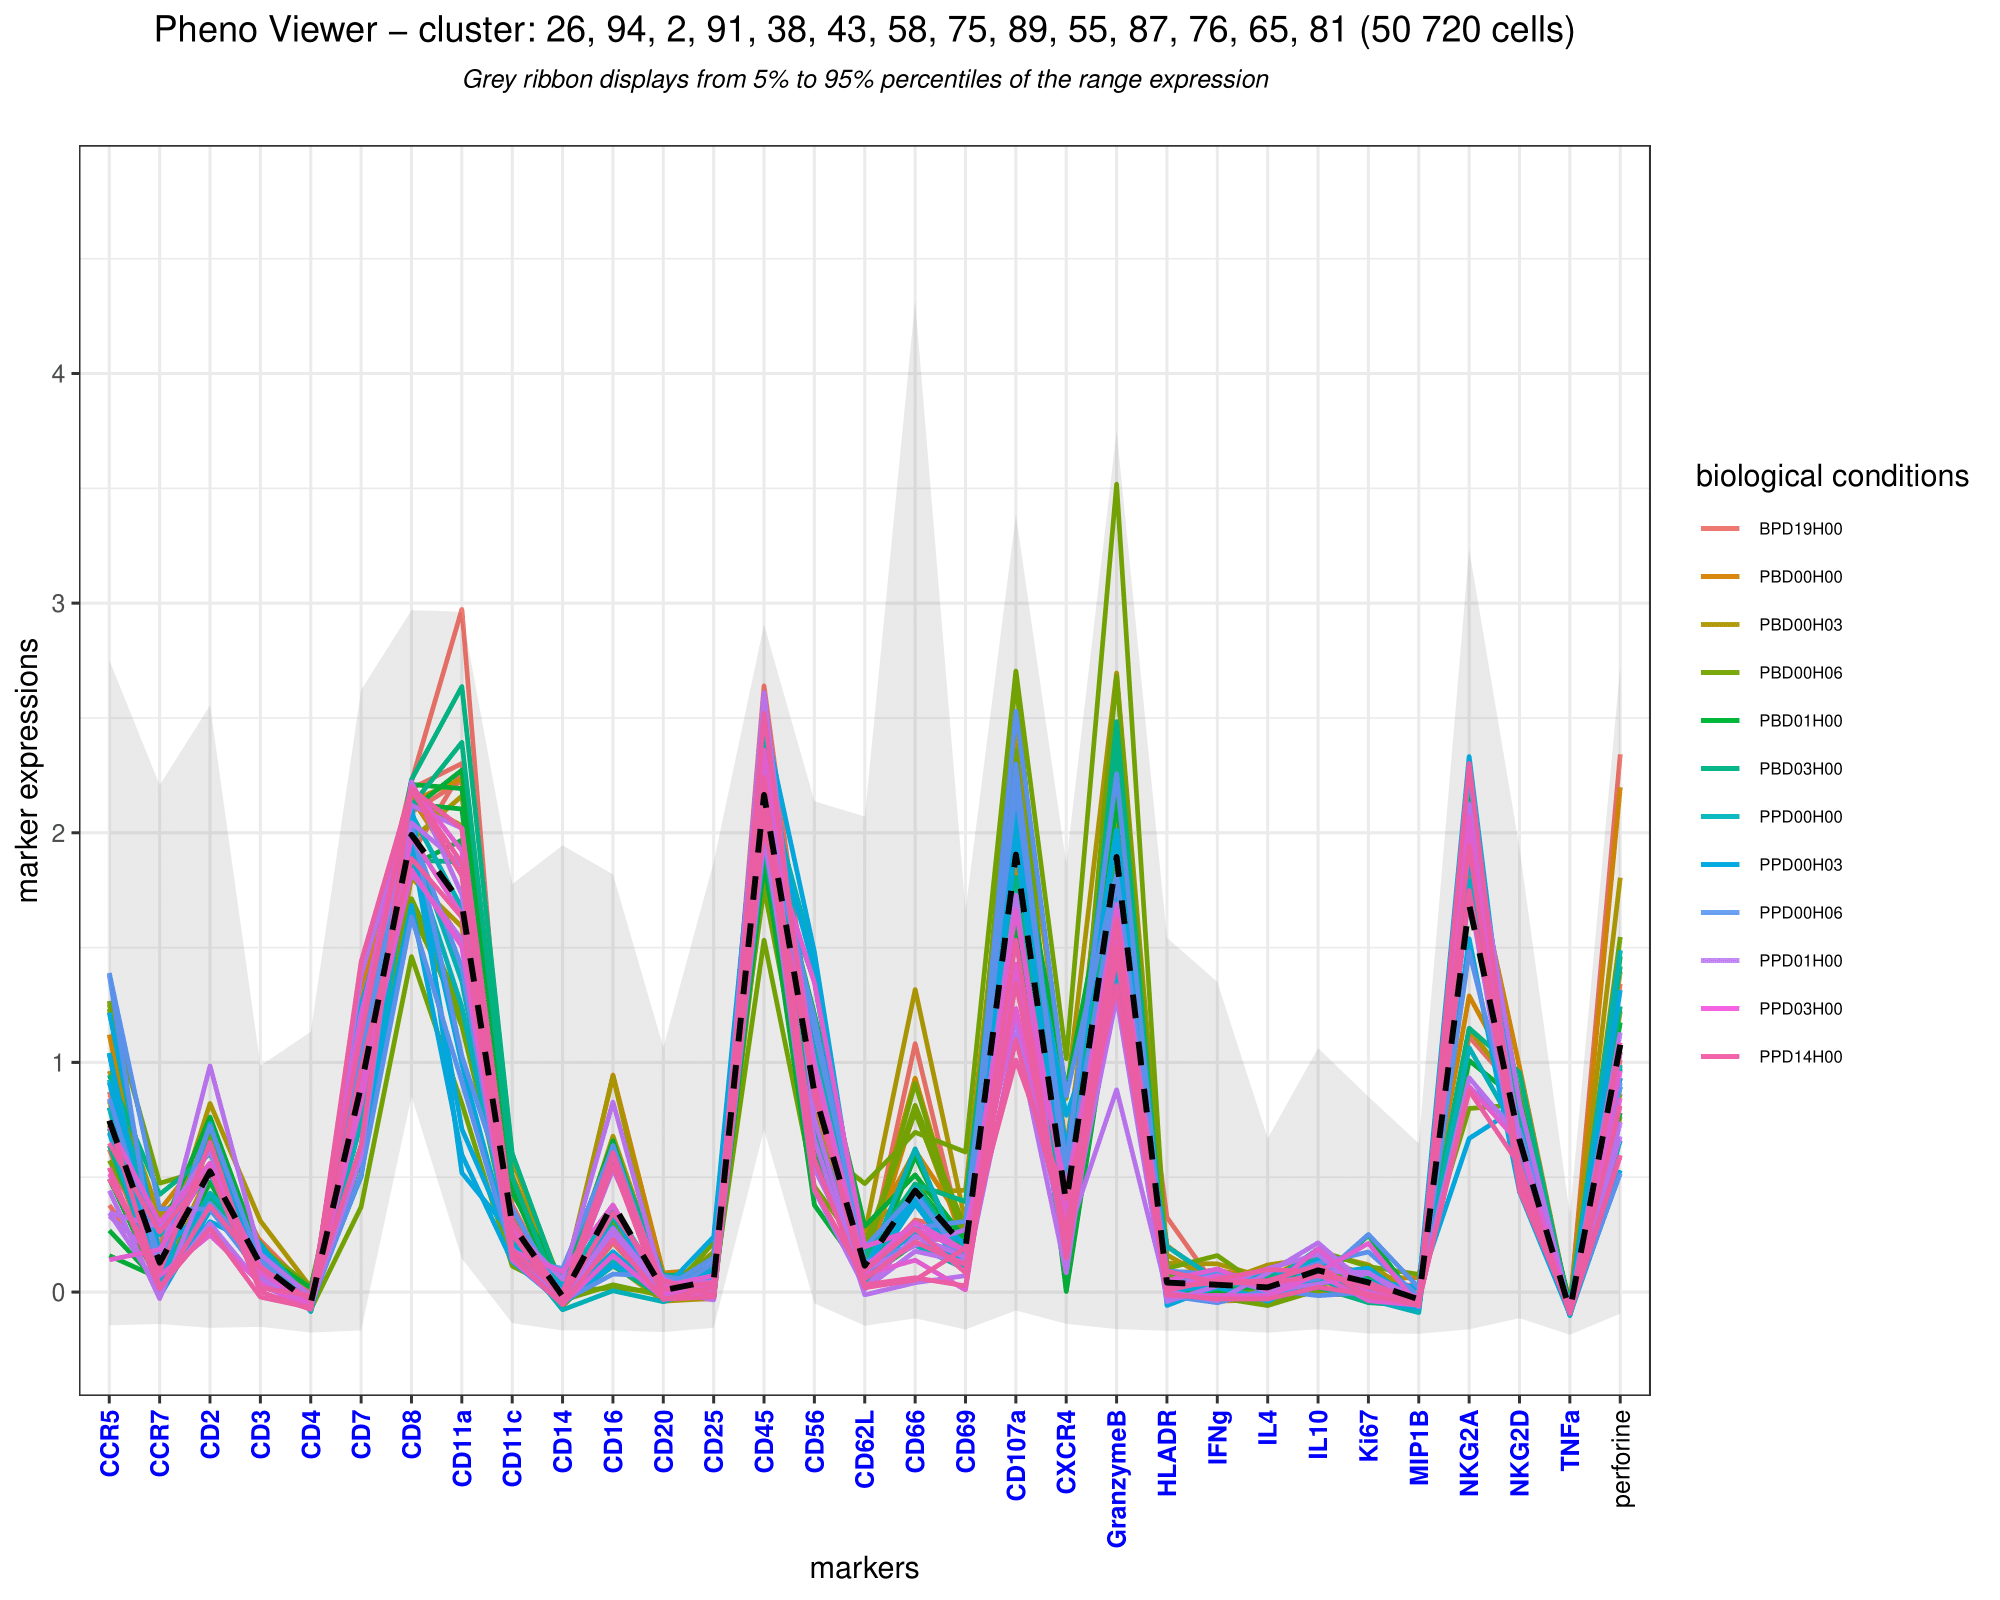 Pheno Viewer – cluster: 26, 94, 2, 91, 38, 43, 58, 75, 89, 55, 87, 76, 65, 81 (50 720 cells)
Grey ribbon displays from 5% to 95% percentiles of the range expression
marker expressions
4
3
2
1
0
CCR5
CCR7
CD2
CD3
CD4
CD7
CD8
CD11a
CD11c
CD14
CD16
CD20
CD25
CD45
CD56
CD62L
CD66
CD69
CD107a
CXCR4
GranzymeB
HLADR
IFNg
IL4
IL10
Ki67
MIP1B
NKG2A
NKG2D
TNFa
perforine
markers
biological conditions
BPD19H00
PBD00H00
PBD00H03
PBD00H06
PBD01H00
PBD03H00
PPD00H00
PPD00H03
PPD00H06
PPD01H00
PPD03H00
PPD14H00